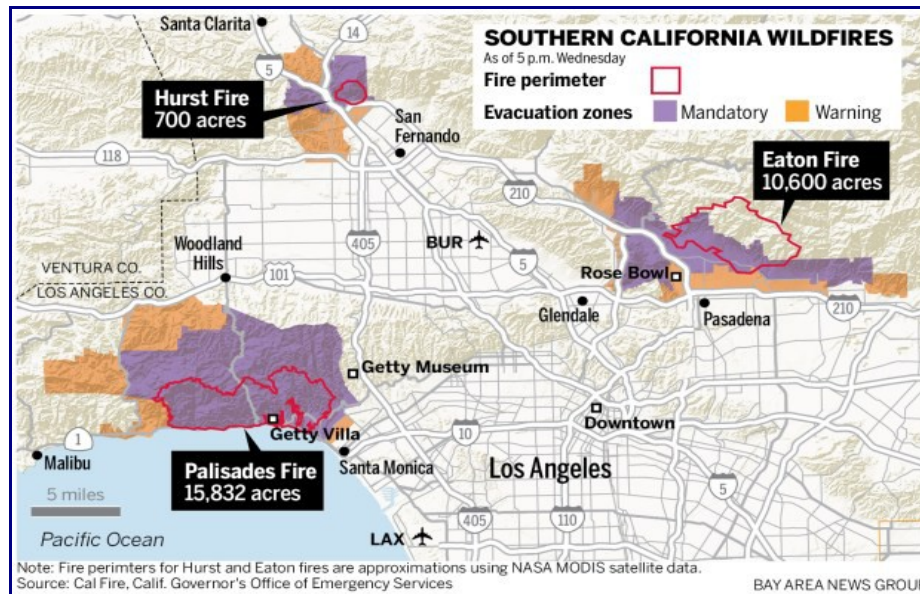 SOUTHERN CALIFORNIA WILDFIRES
As of 5 p.m. Wednesday
Fire perimeter
Evacuation zones Mandatory Warning
Santa Clarita
14
5
Hurst Fire
700 acres
San
Fernando
118
210
Eaton Fire
10,600 acres
405
BUR
5
Woodland
Hills
101
VENTURA CO.
LOS ANGELES CO.
Rose Bowl
Glendale
Pasadena
210
Getty Museum
Getty Villa
Downtown
1
Malibu
10
Santa Monica
Los Angeles
Palisades Fire
15,832 acres
5 miles
5
405
110
LAX
Pacific Ocean
Note: Fire perimters for Hurst and Eaton fires are approximations using NASA MODIS satellite data.
Source: Cal Fire, Calif. Governor's Office of Emergency Services
BAY AREA NEWS GROUP